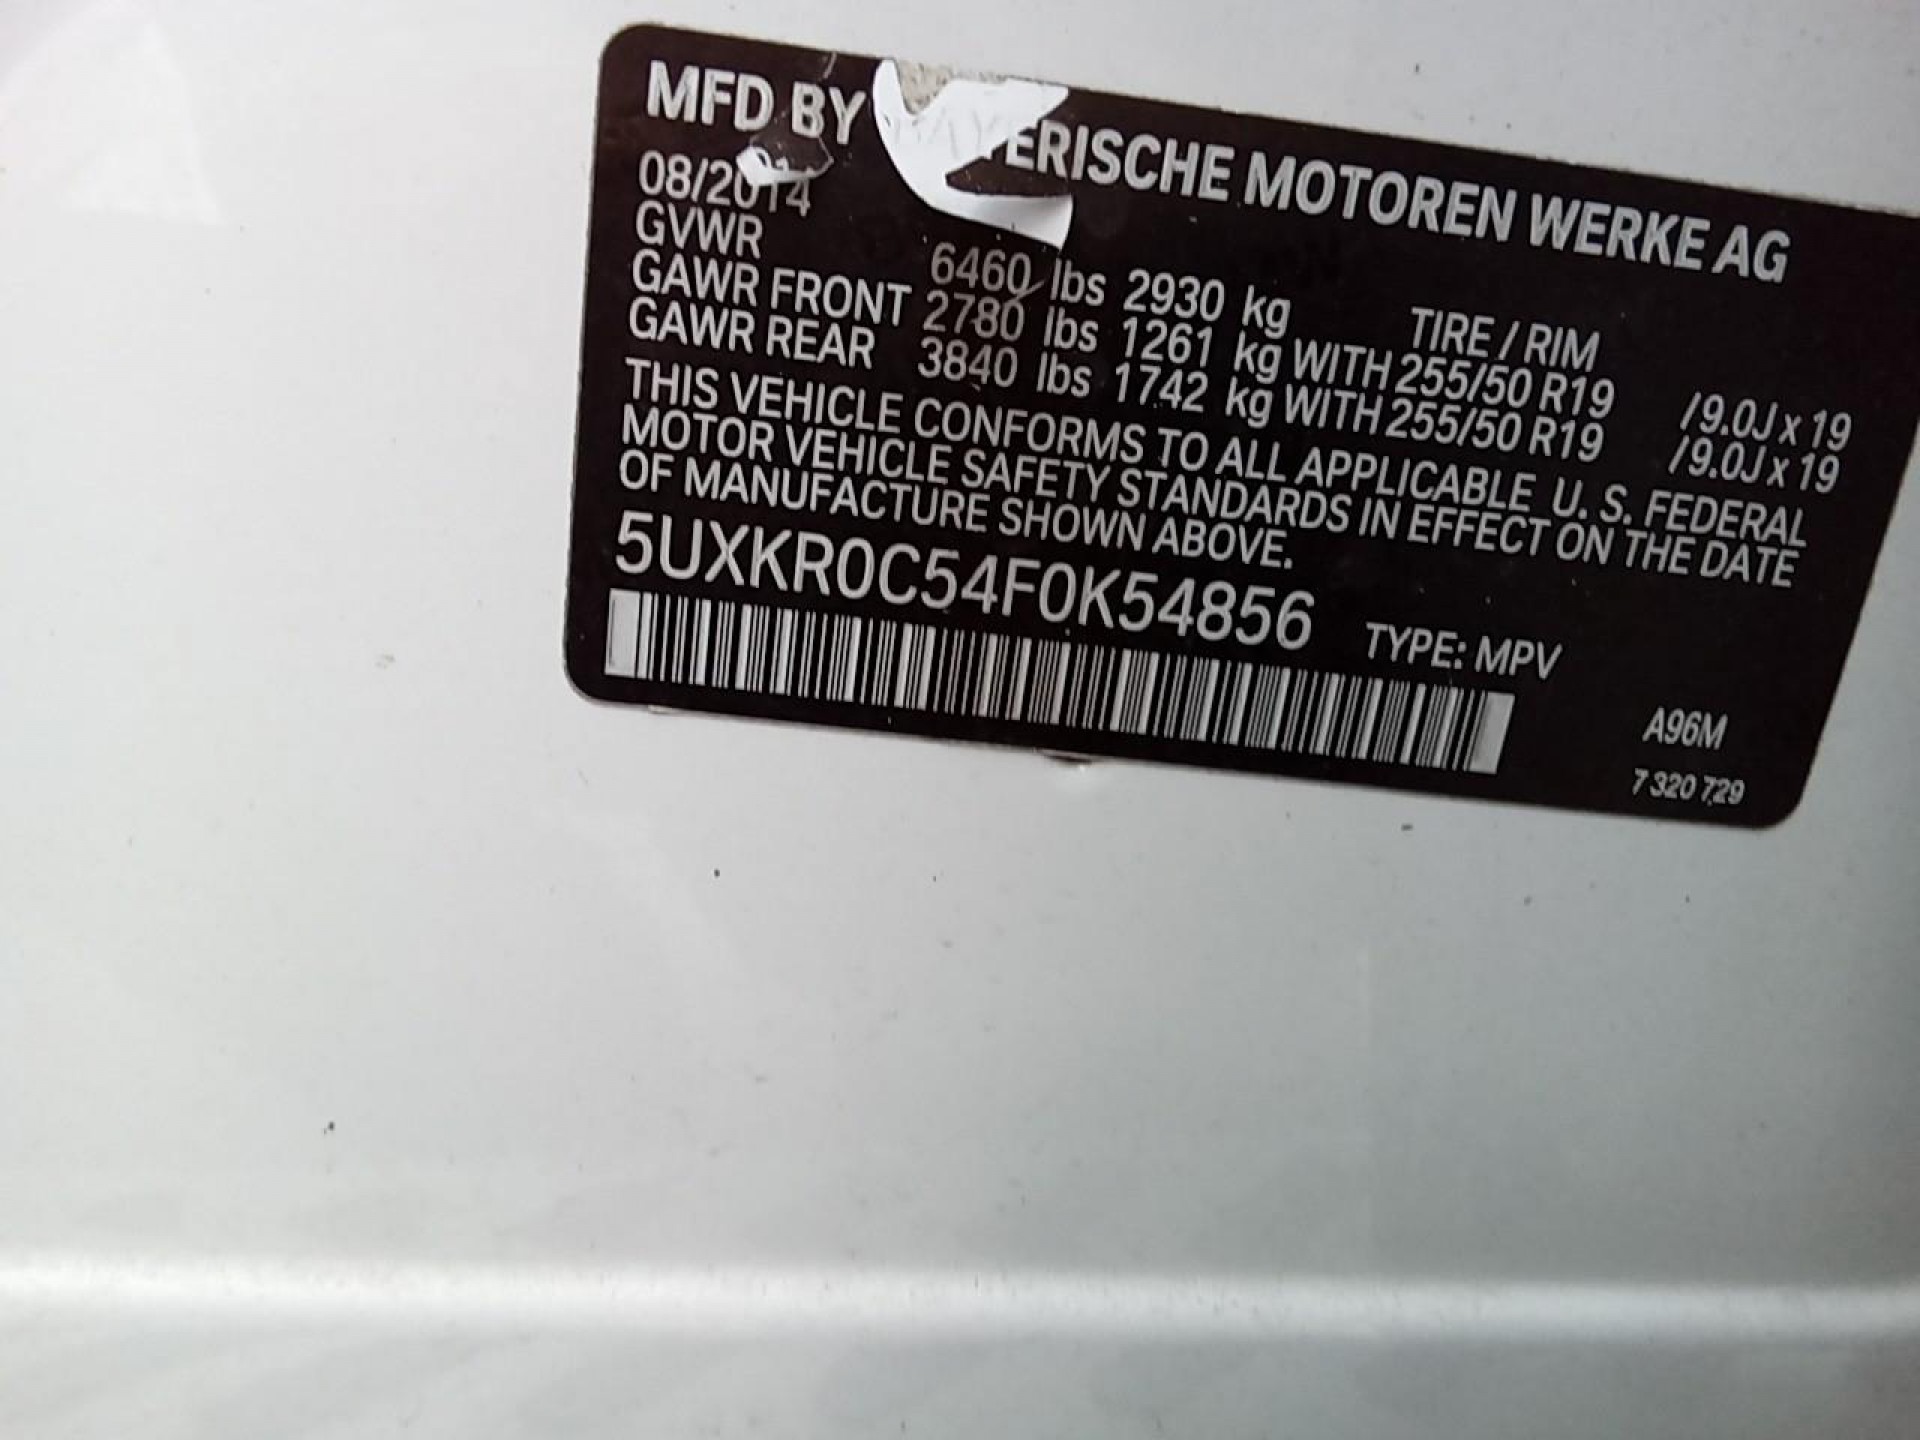 MFD BY BAYERISCHE MOTOREN WERKE AG
08/2014
GVWR 6460 lbs 2930 kg TIRE / RIM
GAWR FRONT 2780 lbs 1261 kg WITH 255/50 R19 /9.0J x 19
GAWR REAR 3840 lbs 1742 kg WITH 255/50 R19 /9.0J x 19
THIS VEHICLE CONFORMS TO ALL APPLICABLE U. S. FEDERAL
MOTOR VEHICLE SAFETY STANDARDS IN EFFECT ON THE DATE
OF MANUFACTURE SHOWN ABOVE.
5UXKR0C54F0K54856 TYPE: MPV
A96M
7 320 729